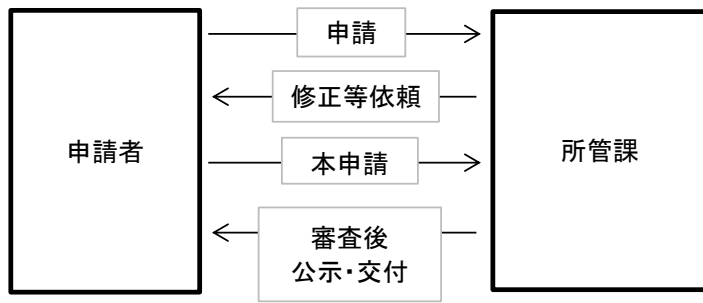 申請
修正等依頼
申請者
所管課
本申請
審査後
公示・交付